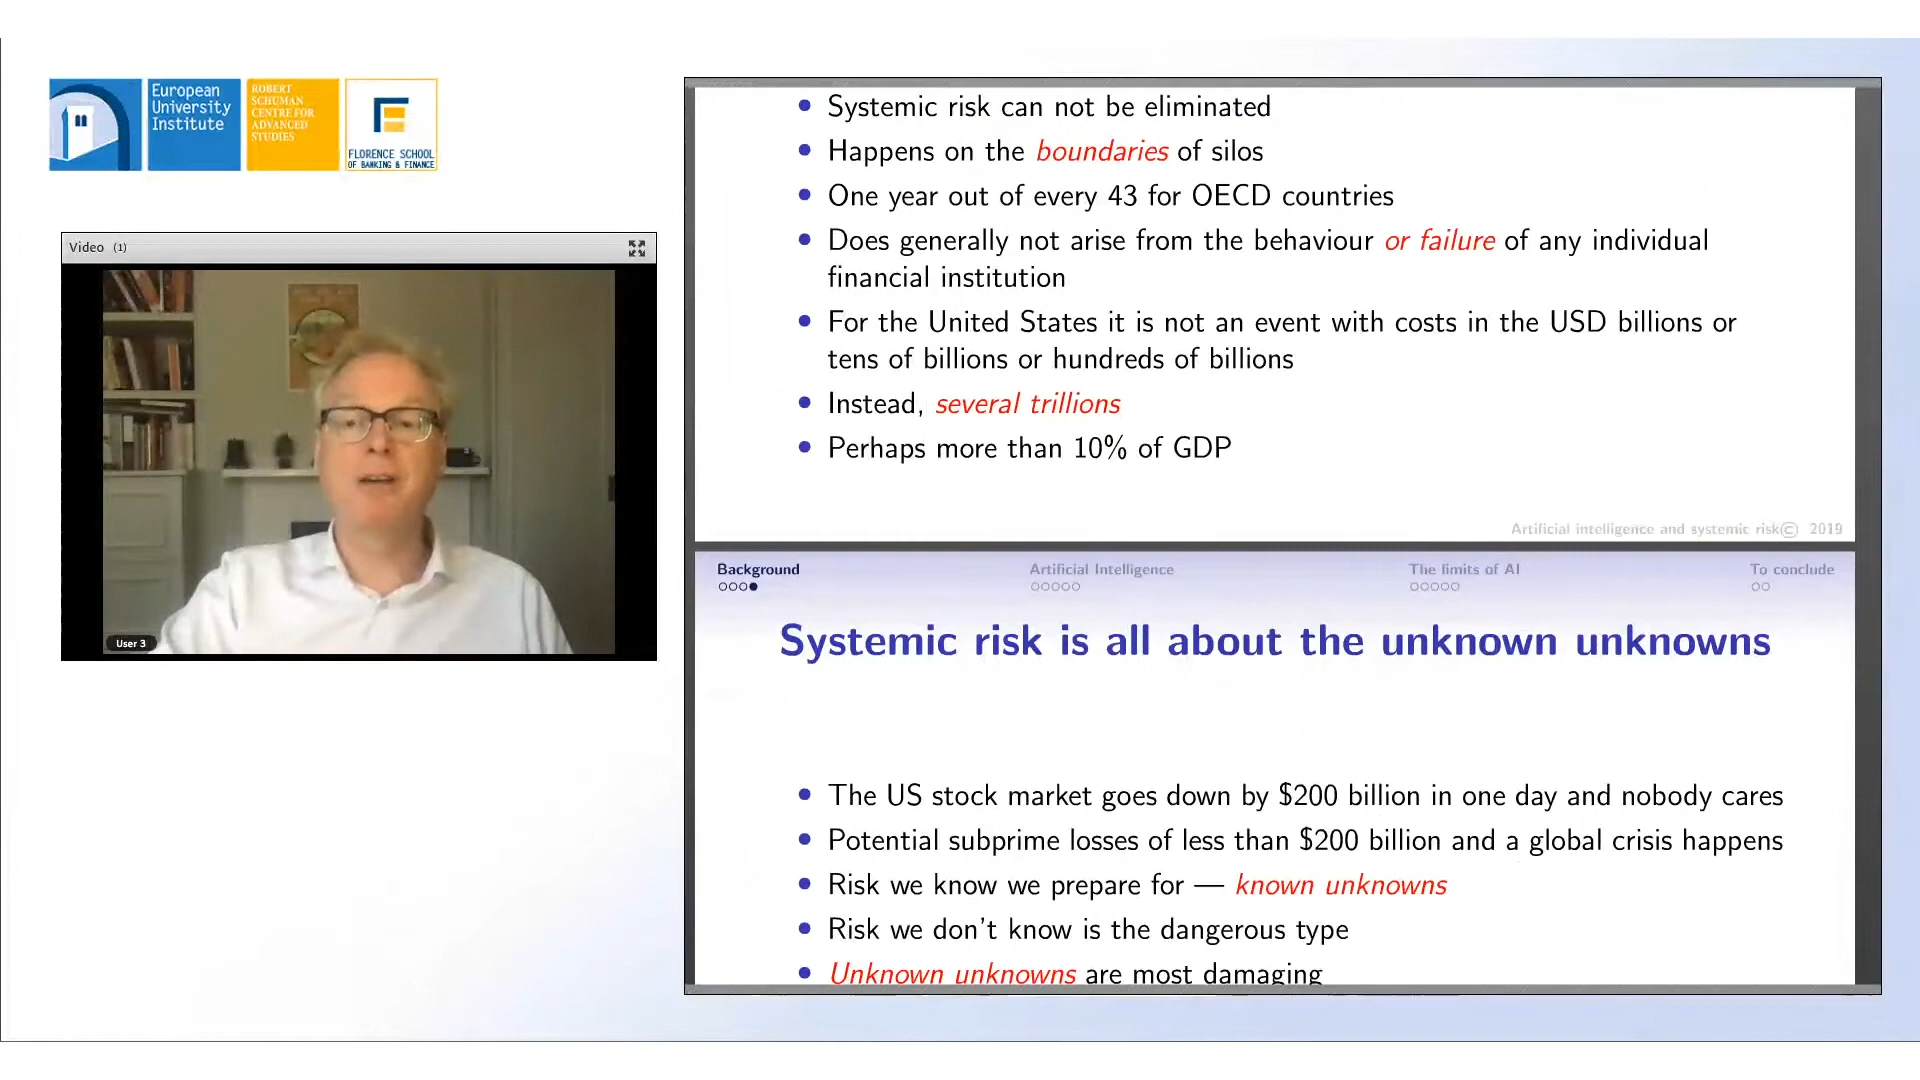 European
University
Institute
ROBERT
SCHUMAN
CENTRE FOR
ADVANCED
STUDIES
FLORENCE SCHOOL
OF BANKING & FINANCE
Video (1)
User 3
Systemic risk can not be eliminated
Happens on the boundaries of silos
One year out of every 43 for OECD countries
Does generally not arise from the behaviour or failure of any individual
financial institution
For the United States it is not an event with costs in the USD billions or
tens of billions or hundreds of billions
Instead, several trillions
Perhaps more than 10% of GDP
Artificial intelligence and systemic risk© 2019
Background Artificial Intelligence The limits of AI To conclude
Systemic risk is all about the unknown unknowns
The US stock market goes down by $200 billion in one day and nobody cares
Potential subprime losses of less than $200 billion and a global crisis happens
Risk we know we prepare for — known unknowns
Risk we don't know is the dangerous type
Unknown unknowns are most damaging